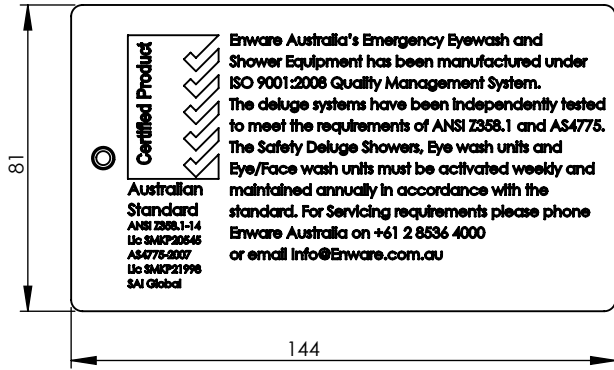 Certified Product
Australian
Standard
ANSI Z358.1-14
Lic SMKP20545
AS4775-2007
Lic SMKP21998
SAI Global
Enware Australia's Emergency Eyewash and
Shower Equipment has been manufactured under
ISO 9001:2008 Quality Management System.
The deluge systems have been independently tested
to meet the requirements of ANSI Z358.1 and AS4775.
The Safety Deluge Showers, Eye wash units and
Eye/Face wash units must be activated weekly and
maintained annually in accordance with the
standard. For Servicing requirements please phone
Enware Australia on +61 2 8536 4000
or email info@Enware.com.au
81
144